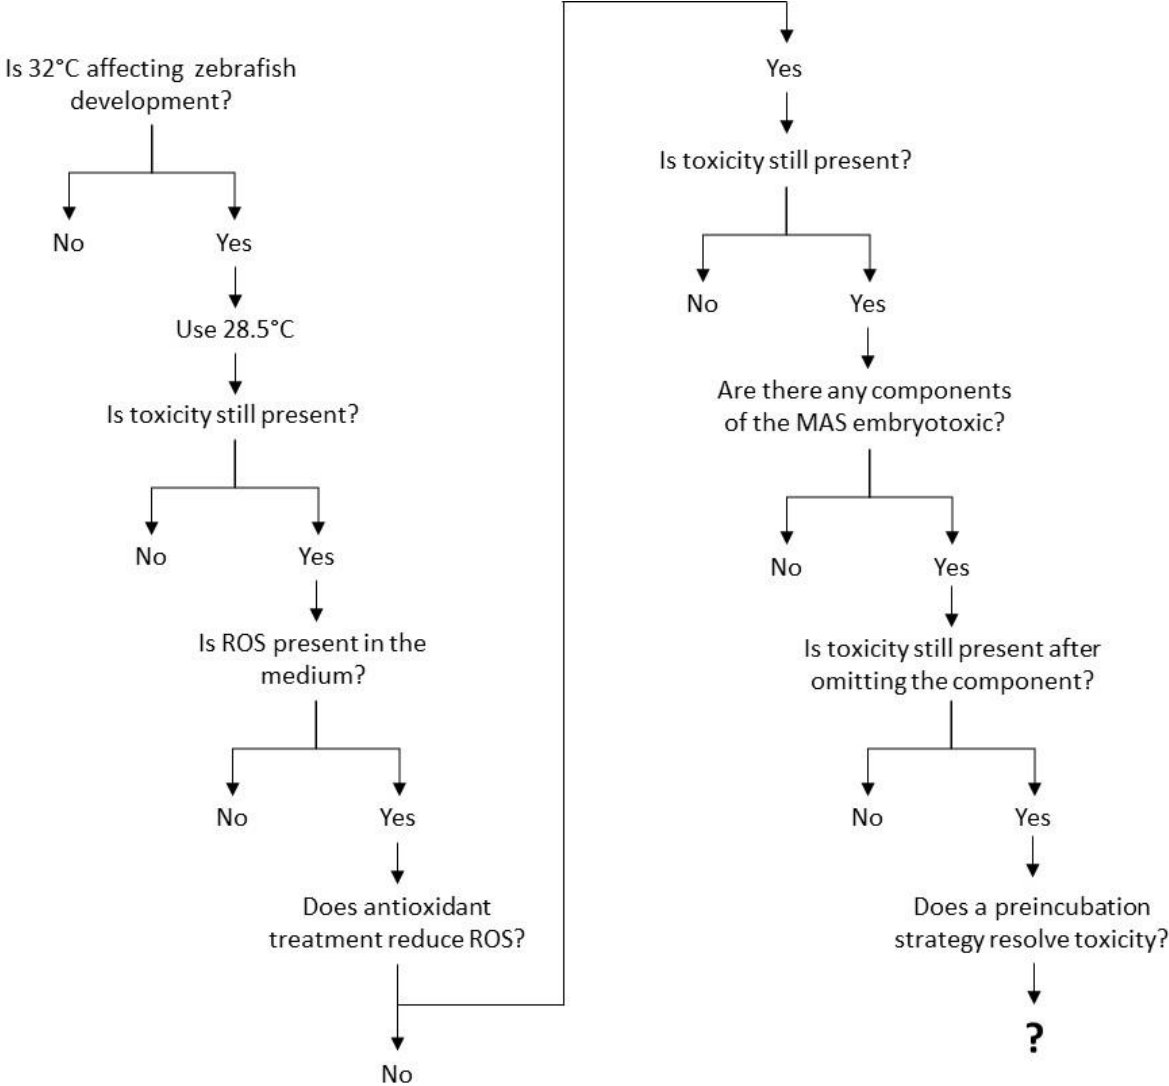 Is 32°C affecting zebrafish
development?
No
Yes
Use 28.5°C
Is toxicity still present?
No
Yes
Is ROS present in the
medium?
No
Yes
Does antioxidant
treatment reduce ROS?
No
Yes
Is toxicity still present?
No
Yes
Are there any components
of the MAS embryotoxic?
No
Yes
Is toxicity still present after
omitting the component?
No
Yes
Does a preincubation
strategy resolve toxicity?
?